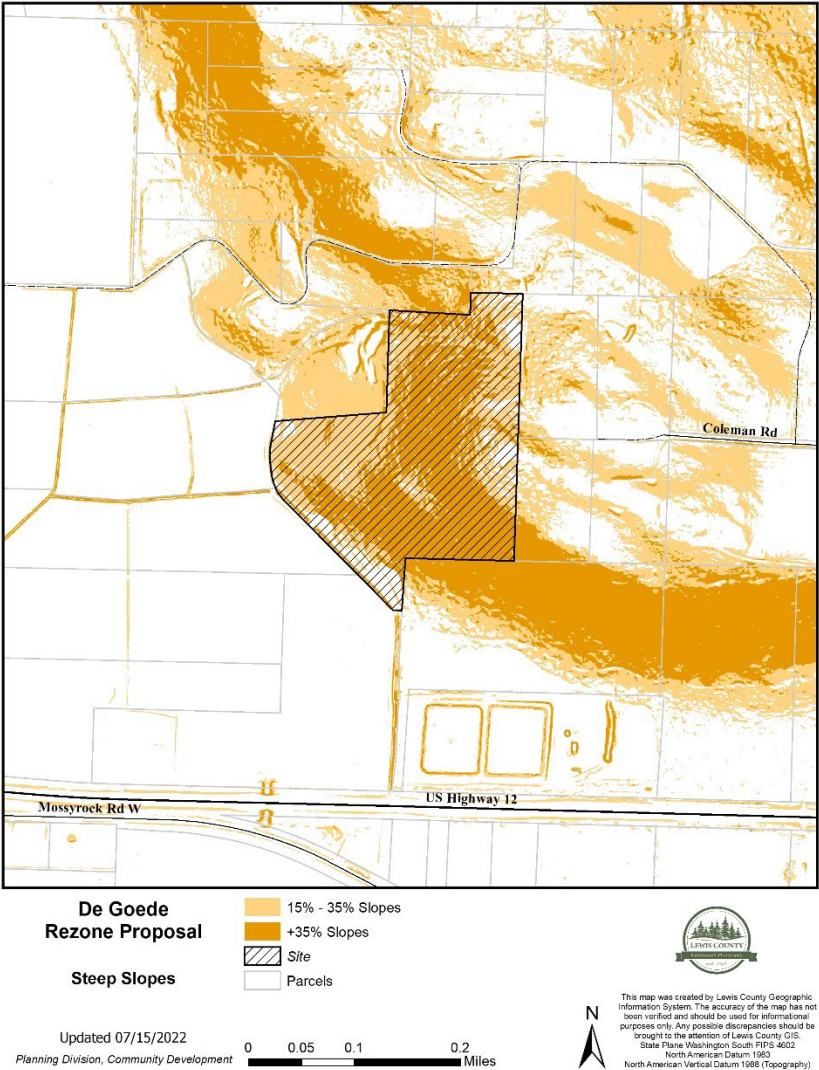 Coleman Rd
US Highway 12
Mossyrock Rd W
De Goede
Rezone Proposal
Steep Slopes
Updated 07/15/2022
Planning Division, Community Development
15% - 35% Slopes
+35% Slopes
Site
Parcels
0 0.05 0.1 0.2
Miles
N
LEWIS COUNTY
This map was created by Lewis County Geographic
Information System. The accuracy of the map has not
been verified and should be used for informational
purposes only. Any possible discrepancies should be
brought to the attention of Lewis County GIS.
State Plane Washington South FIPS 4602
North American Datum 1983
North American Vertical Datum 1988 (Topography)